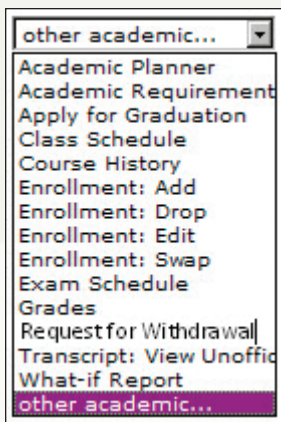 other academic...
Academic Planner
Academic Requirement
Apply for Graduation
Class Schedule
Course History
Enrollment: Add
Enrollment: Drop
Enrollment: Edit
Enrollment: Swap
Exam Schedule
Grades
Request for Withdrawal
Transcript: View Unoffic
What-if Report
other academic...